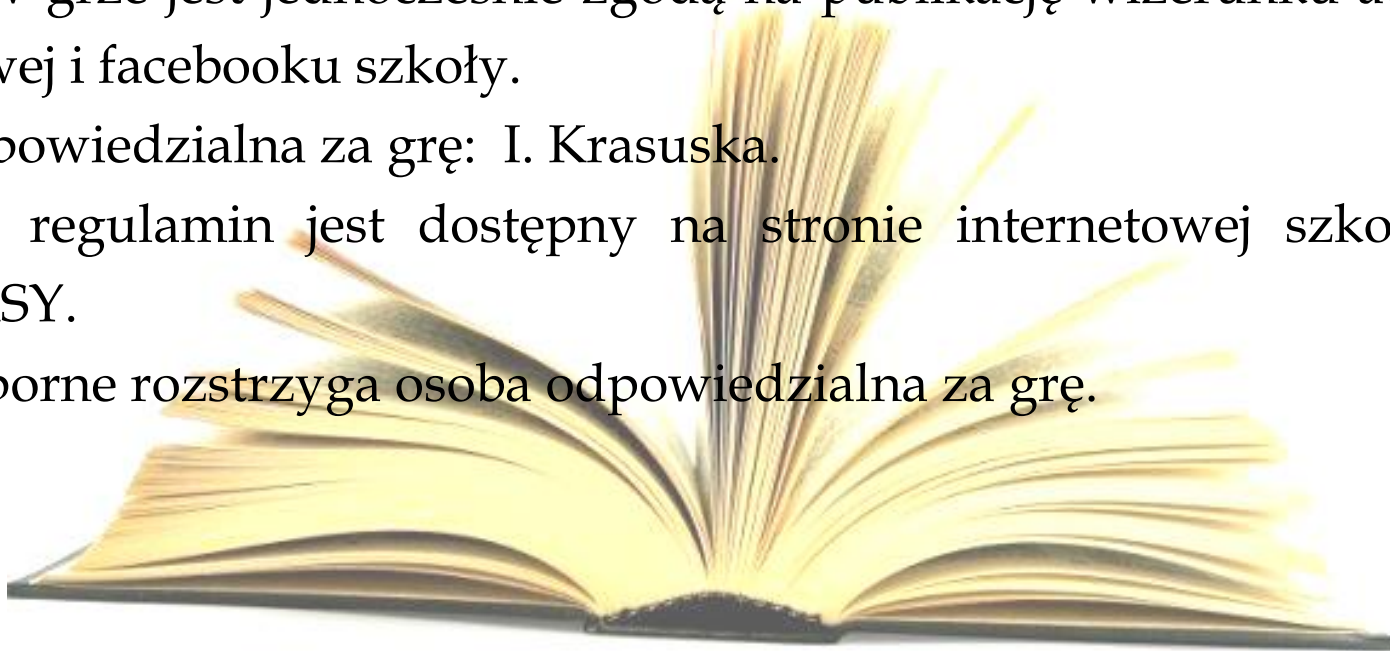 grze jest jednocześnie zgodą na publikację wizerunku
wej i facebooku szkoły.
powiedzialna za grę: I. Krasuska.
regulamin jest dostępny na stronie internetowej szko
SY.
porne rozstrzyga osoba odpowiedzialna za grę.